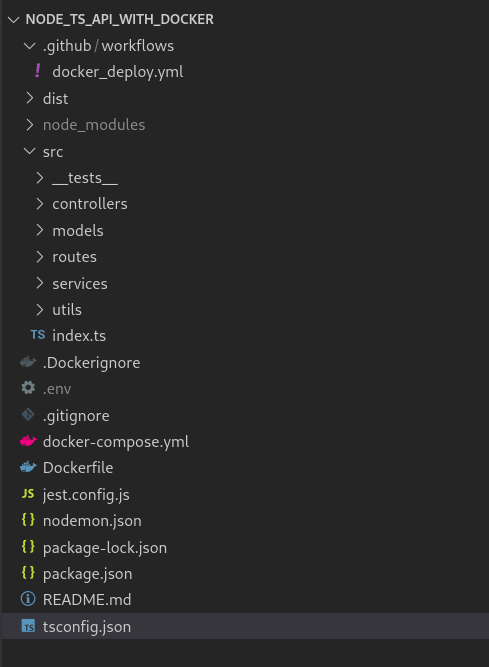 NODE_TS_API_WITH_DOCKER
.github/workflows
! docker_deploy.yml
dist
node_modules
src
__tests__
controllers
models
routes
services
utils
TS index.ts
.Dockerignore
.env
.gitignore
docker-compose.yml
Dockerfile
JS jest.config.js
{} nodemon.json
{} package-lock.json
{} package.json
README.md
TS tsconfig.json